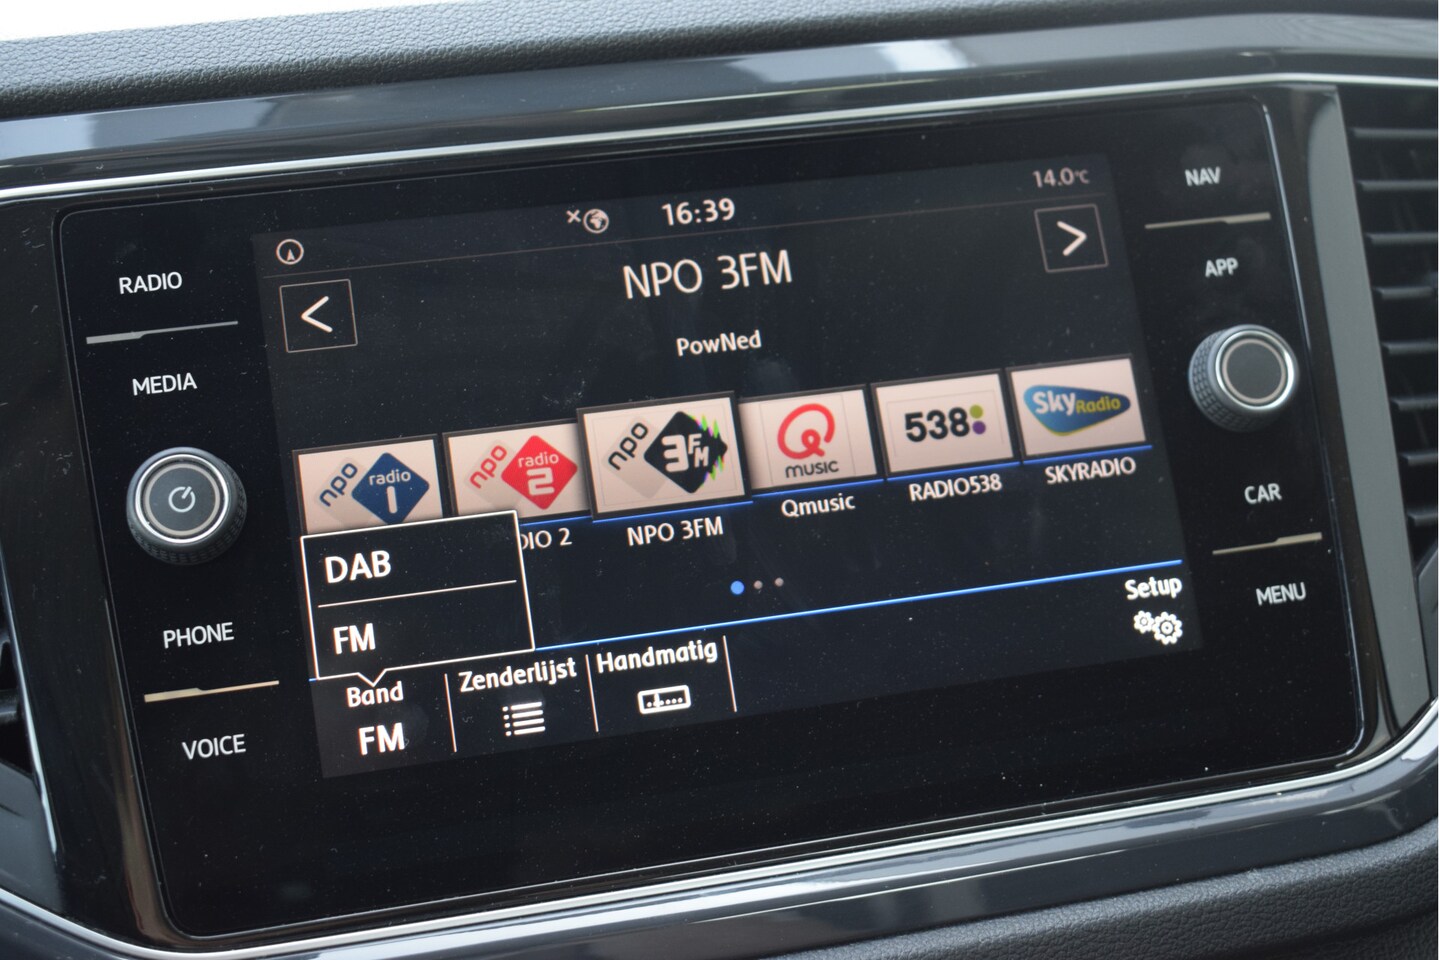 14.0°C
16:39
NPO 3FM
PowNed
RADIO
MEDIA
PHONE
VOICE
NAV
APP
CAR
MENU
npo radio 1
npo radio 2
npo 3FM
Q music
538
Sky Radio
DIO 2
NPO 3FM
Qmusic
RADIO538
SKYRADIO
DAB
FM
Band
FM
Zenderlijst
Handmatig
Setup